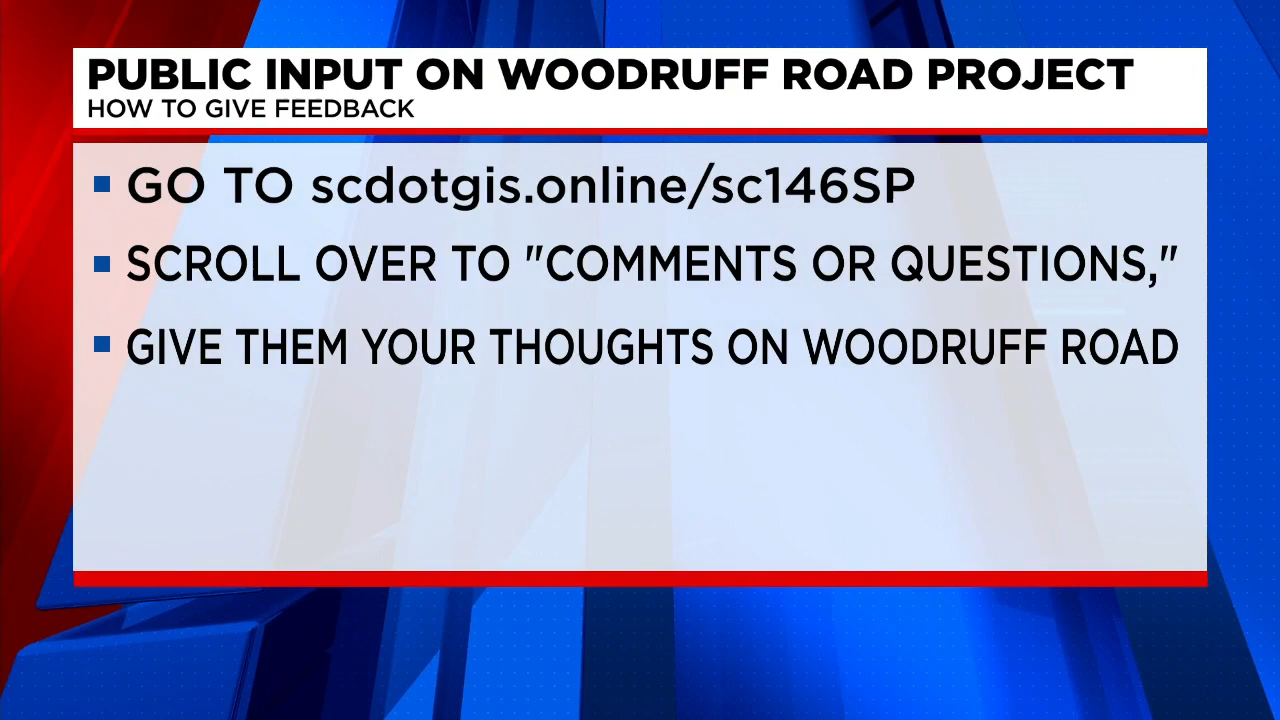 PUBLIC INPUT ON WOODRUFF ROAD PROJECT
HOW TO GIVE FEEDBACK
GO TO scdotgis.online/sc146SP
SCROLL OVER TO "COMMENTS OR QUESTIONS,"
GIVE THEM YOUR THOUGHTS ON WOODRUFF ROAD